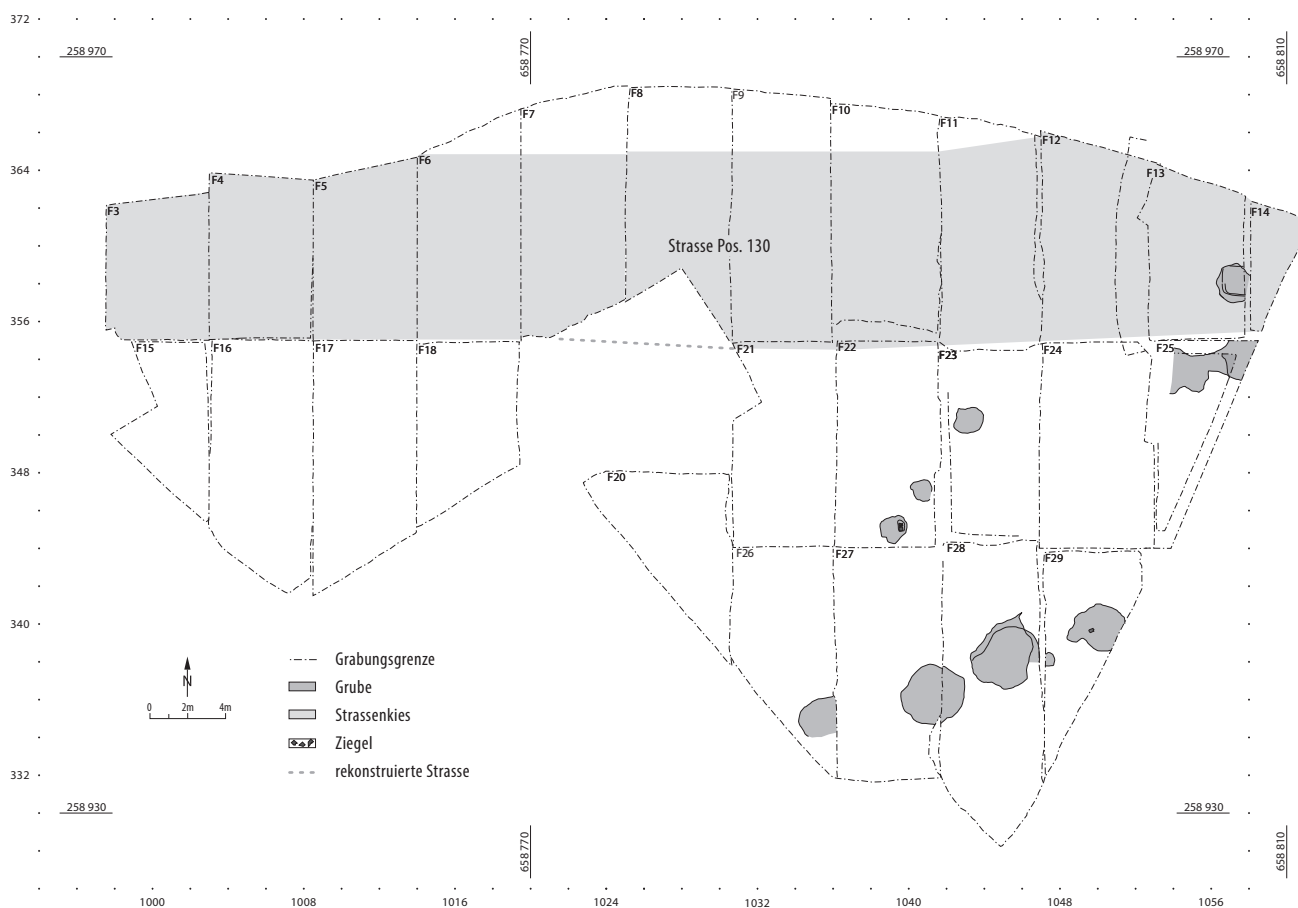 372
258 970
658 770
258 970
658 810
F8
F9
F7
F10
F11
F12
F6
364
F4
F5
F13
F3
F14
Strasse Pos. 130
356
F15
F16
F17
F18
F21
F22
F23
F24
F25
348
F20
F26
F27
F28
F29
340
N
0 2m 4m
Grabungsgrenze
Grube
Strassenkies
Ziegel
rekonstruierte Strasse
332
258 930
658 770
258 930
658 810
1000 1008 1016 1024 1032 1040 1048 1056